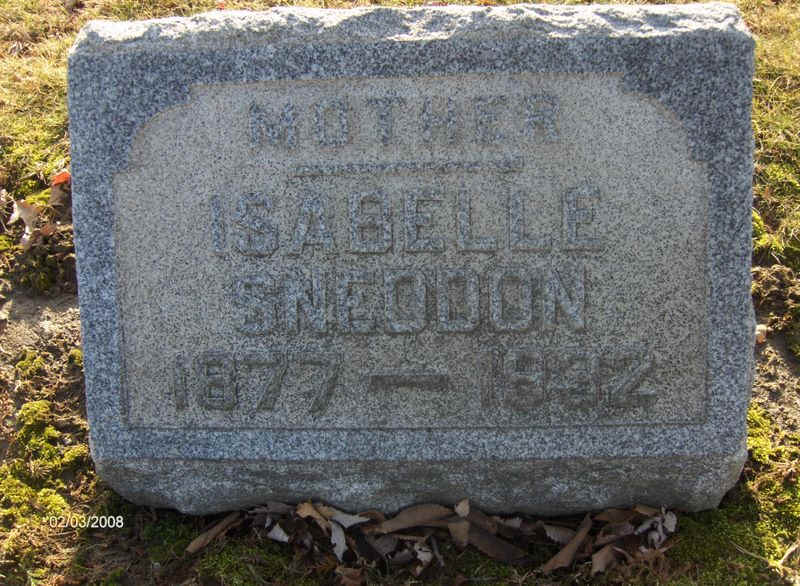 MOTHER
ISABELLE
SNEDDON
1877 — 1932
02/03/2008